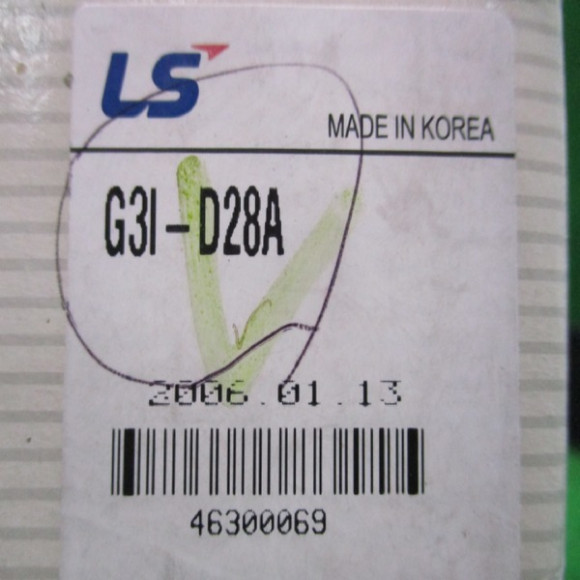 LS
MADE IN KOREA
G3I-D28A
2006.01.13
46300069